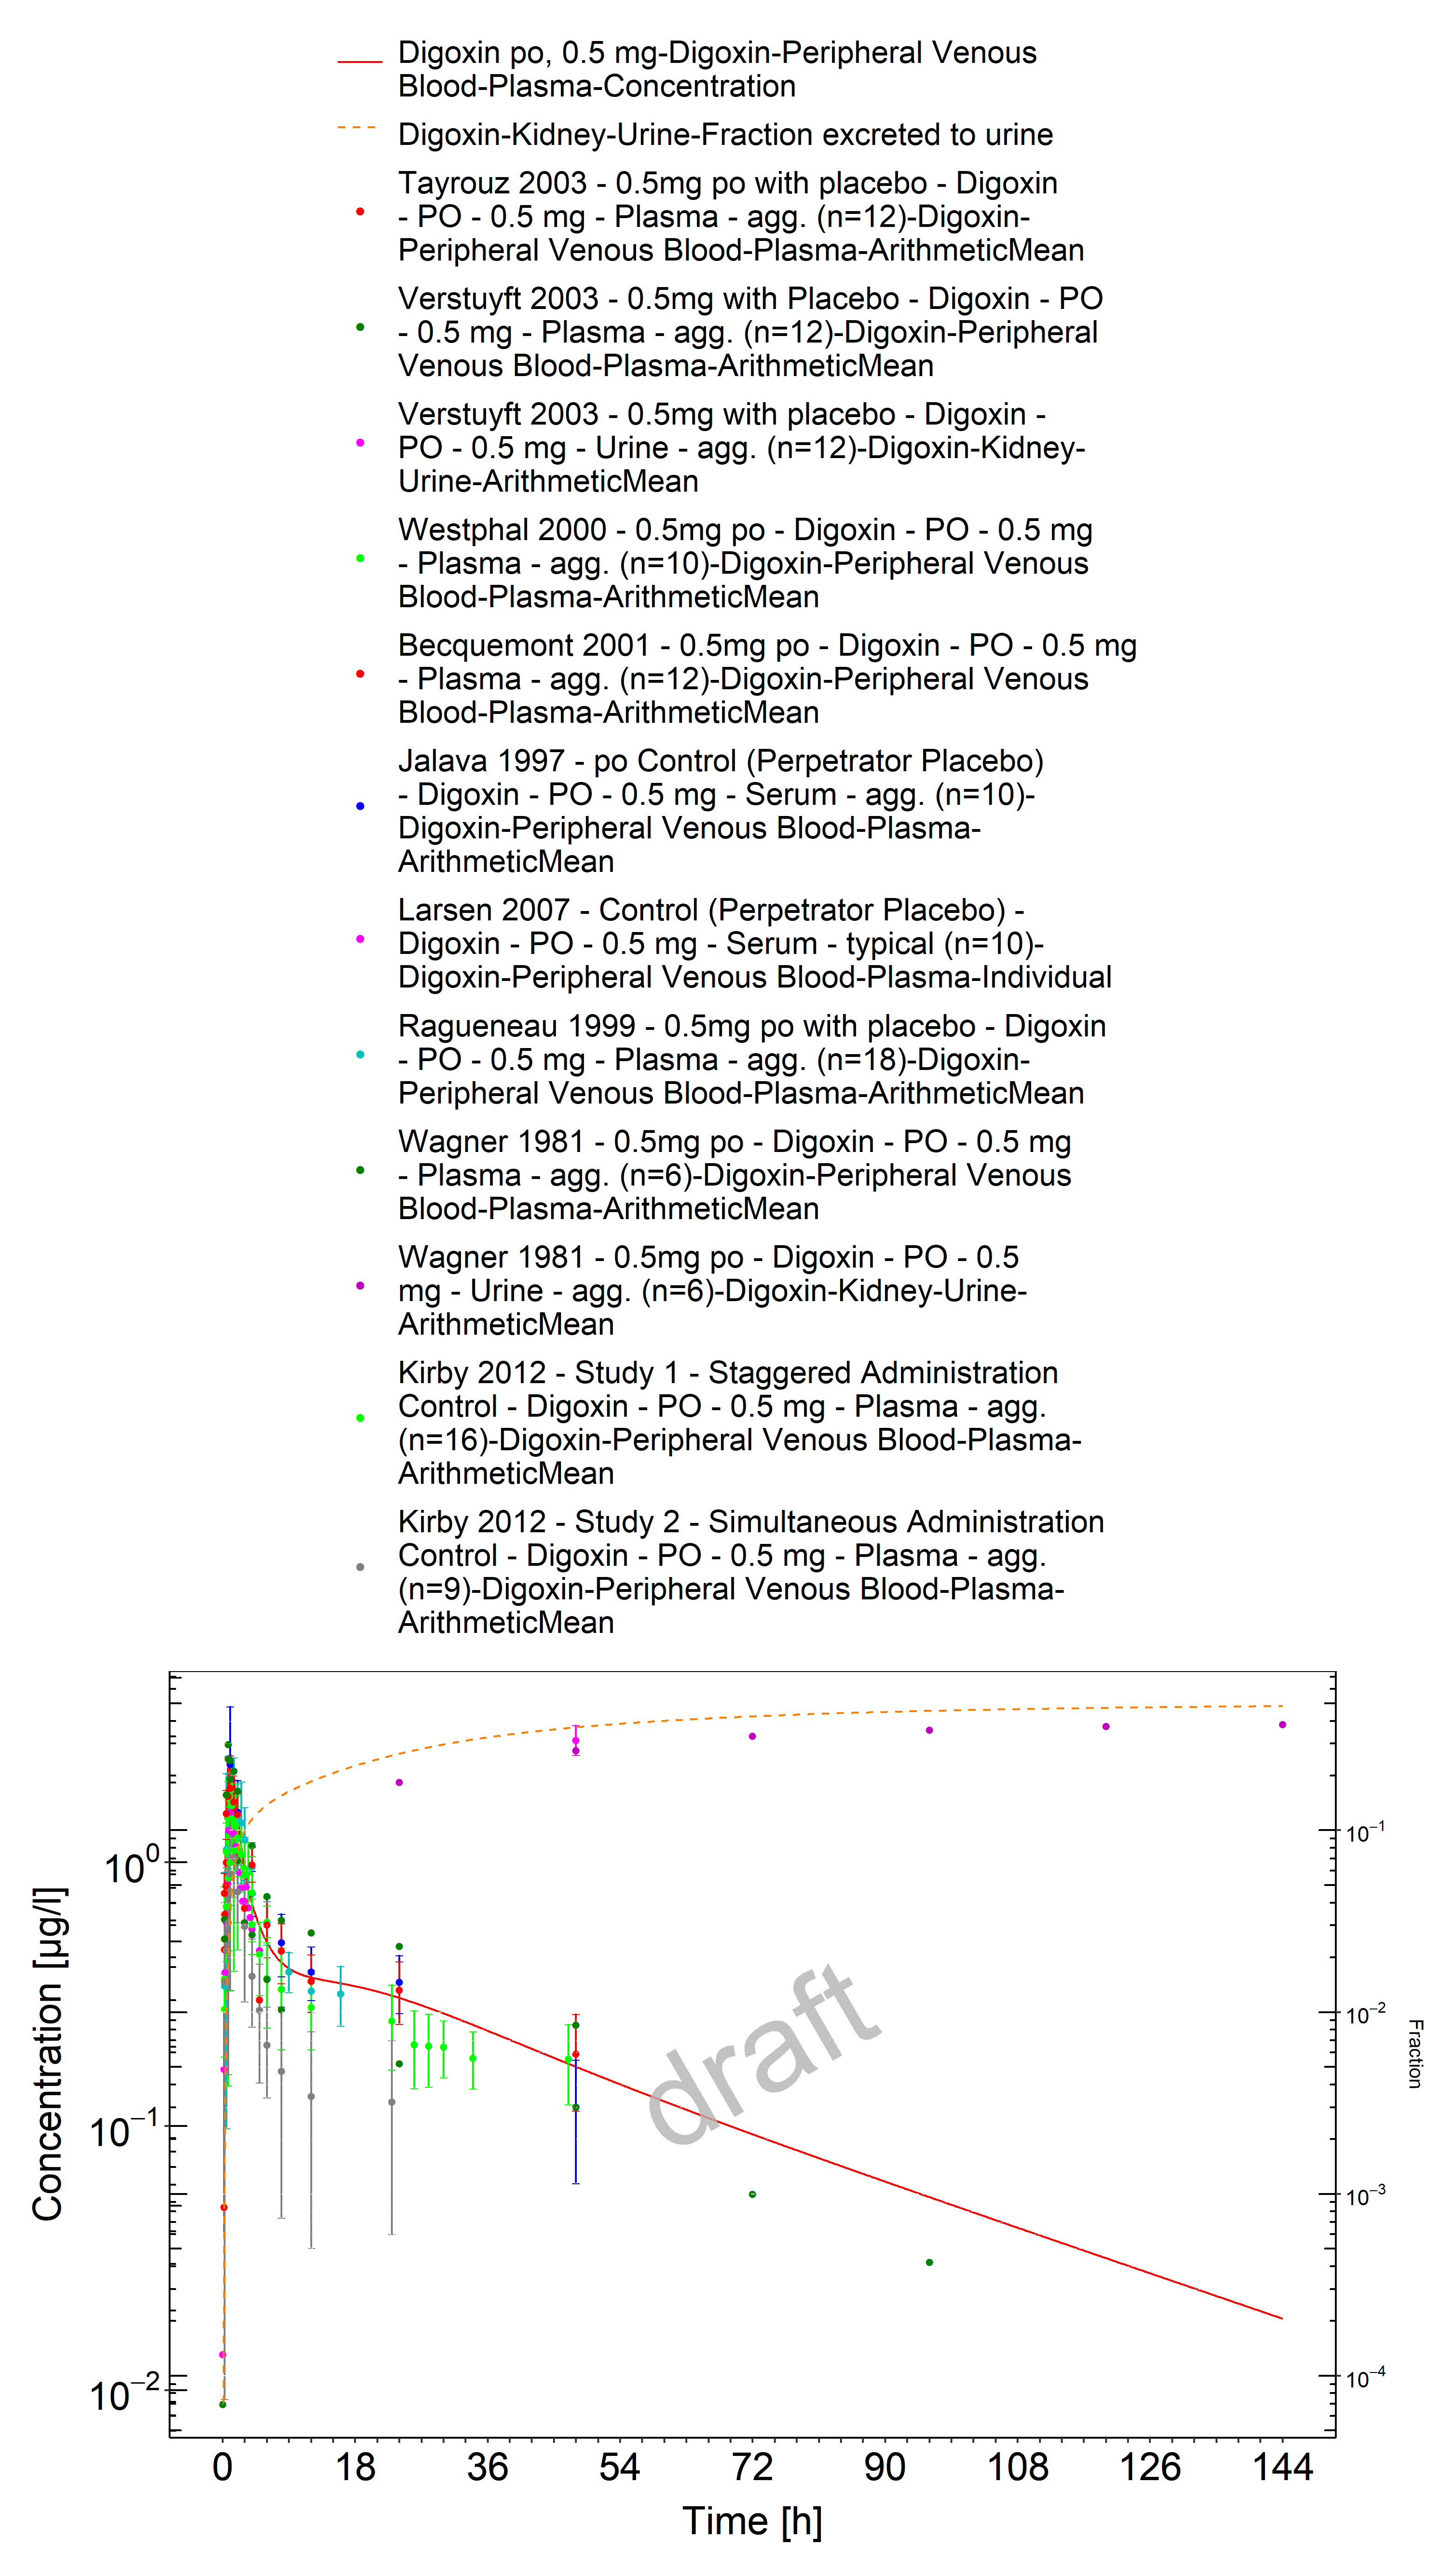 Digoxin po, 0.5 mg-Digoxin-Peripheral Venous
Blood-Plasma-Concentration
Digoxin-Kidney-Urine-Fraction excreted to urine
Tayrouz 2003 - 0.5mg po with placebo - Digoxin
- PO - 0.5 mg - Plasma - agg. (n=12)-Digoxin-
Peripheral Venous Blood-Plasma-ArithmeticMean
Verstuyft 2003 - 0.5mg with Placebo - Digoxin - PO
- 0.5 mg - Plasma - agg. (n=12)-Digoxin-Peripheral
Venous Blood-Plasma-ArithmeticMean
Verstuyft 2003 - 0.5mg with placebo - Digoxin -
PO - 0.5 mg - Urine - agg. (n=12)-Digoxin-Kidney-
Urine-ArithmeticMean
Westphal 2000 - 0.5mg po - Digoxin - PO - 0.5 mg
- Plasma - agg. (n=10)-Digoxin-Peripheral Venous
Blood-Plasma-ArithmeticMean
Becquemont 2001 - 0.5mg po - Digoxin - PO - 0.5 mg
- Plasma - agg. (n=12)-Digoxin-Peripheral Venous
Blood-Plasma-ArithmeticMean
Jalava 1997 - po Control (Perpetrator Placebo)
- Digoxin - PO - 0.5 mg - Serum - agg. (n=10)-
Digoxin-Peripheral Venous Blood-Plasma-
ArithmeticMean
Larsen 2007 - Control (Perpetrator Placebo) -
Digoxin - PO - 0.5 mg - Serum - typical (n=10)-
Digoxin-Peripheral Venous Blood-Plasma-Individual
Ragueneau 1999 - 0.5mg po with placebo - Digoxin
- PO - 0.5 mg - Plasma - agg. (n=18)-Digoxin-
Peripheral Venous Blood-Plasma-ArithmeticMean
Wagner 1981 - 0.5mg po - Digoxin - PO - 0.5 mg
- Plasma - agg. (n=6)-Digoxin-Peripheral Venous
Blood-Plasma-ArithmeticMean
Wagner 1981 - 0.5mg po - Digoxin - PO - 0.5
mg - Urine - agg. (n=6)-Digoxin-Kidney-Urine-
ArithmeticMean
Kirby 2012 - Study 1 - Staggered Administration
Control - Digoxin - PO - 0.5 mg - Plasma - agg.
(n=16)-Digoxin-Peripheral Venous Blood-Plasma-
ArithmeticMean
Kirby 2012 - Study 2 - Simultaneous Administration
Control - Digoxin - PO - 0.5 mg - Plasma - agg.
(n=9)-Digoxin-Peripheral Venous Blood-Plasma-
ArithmeticMean
Concentration [µg/l]
10⁰
10⁻¹
10⁻²
draft
10⁻¹
10⁻²
10⁻³
10⁻⁴
Fraction
0 18 36 54 72 90 108 126 144
Time [h]